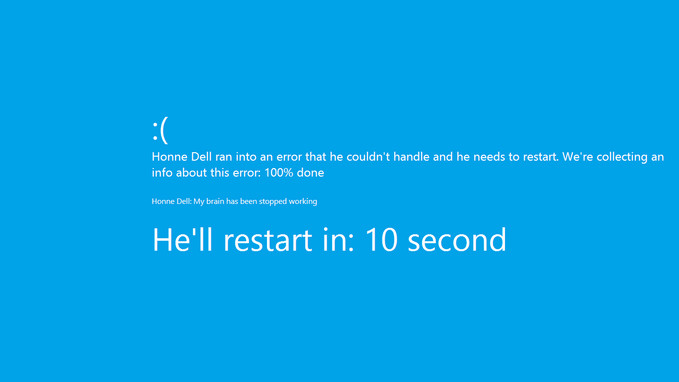 :(
Honne Dell ran into an error that he couldn't handle and he needs to restart. We're collecting an
info about this error: 100% done
Honne Dell: My brain has been stopped working
He'll restart in: 10 second